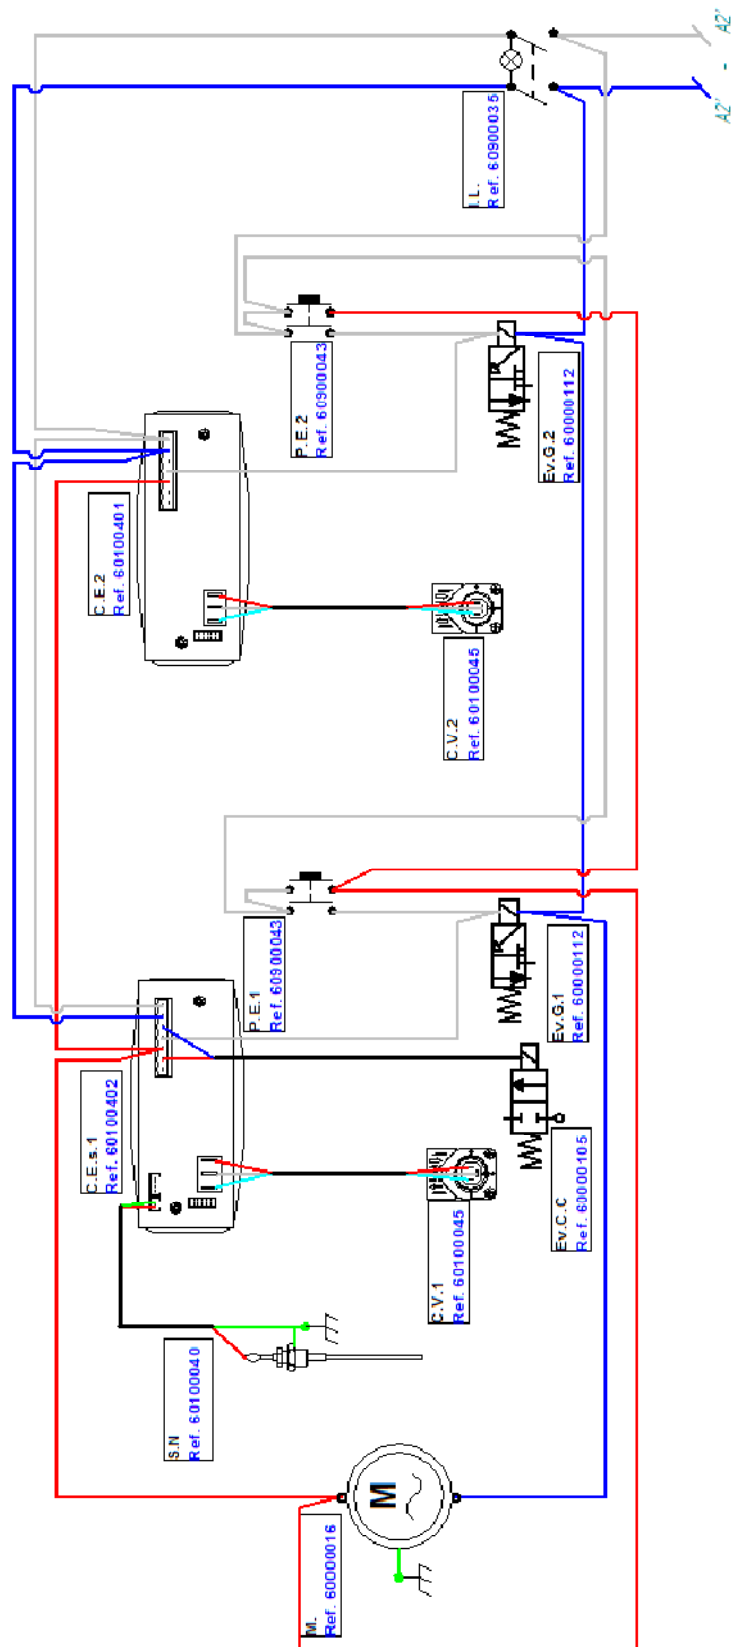 A2" - A2'
I.L.
Ref. 60900035
P.E.2
Ref. 60900043
Ev.G.2
Ref. 60000112
C.E.2
Ref. 60100401
C.V.2
Ref. 60100045
P.E.1
Ref. 60900043
Ev.G.1
Ref. 60000112
C.E.s.1
Ref. 60100402
Ev.C.C
Ref. 60000105
C.V.1
Ref. 60100045
S.N
Ref. 60100040
M
M.
Ref. 60000016